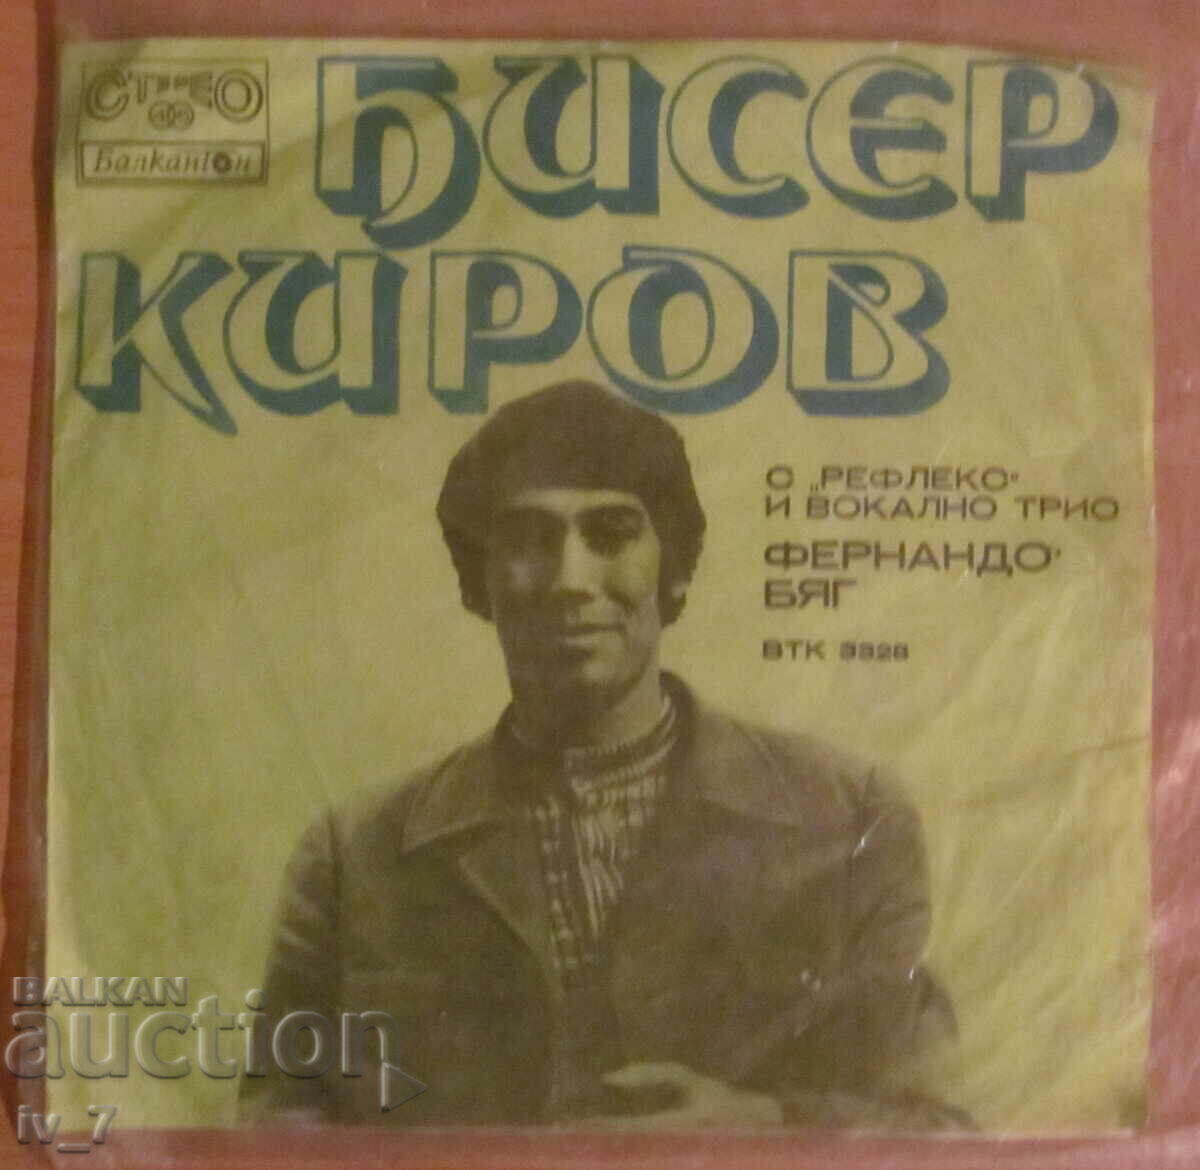 СТЕРЕО
Балкантон
БИСЕР
КИРОВ
С „РЕФЛЕКС“
И ВОКАЛНО ТРИО
ФЕРНАНДО
БЯГ
ВТК 3328
BALKAN
auction
iv_7